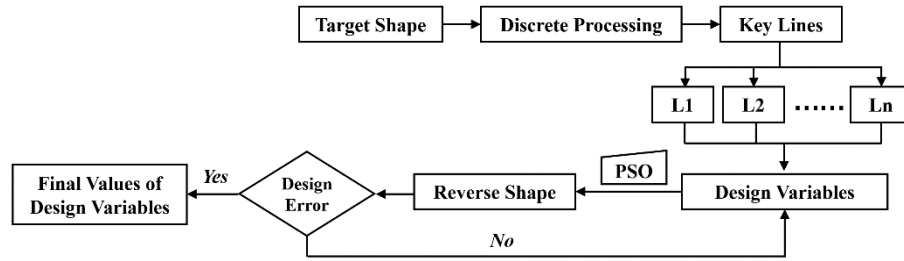 Target Shape
Discrete Processing
Key Lines
L1
L2
......
Ln
PSO
Yes
Final Values of
Design Variables
Design
Error
Reverse Shape
Design Variables
No